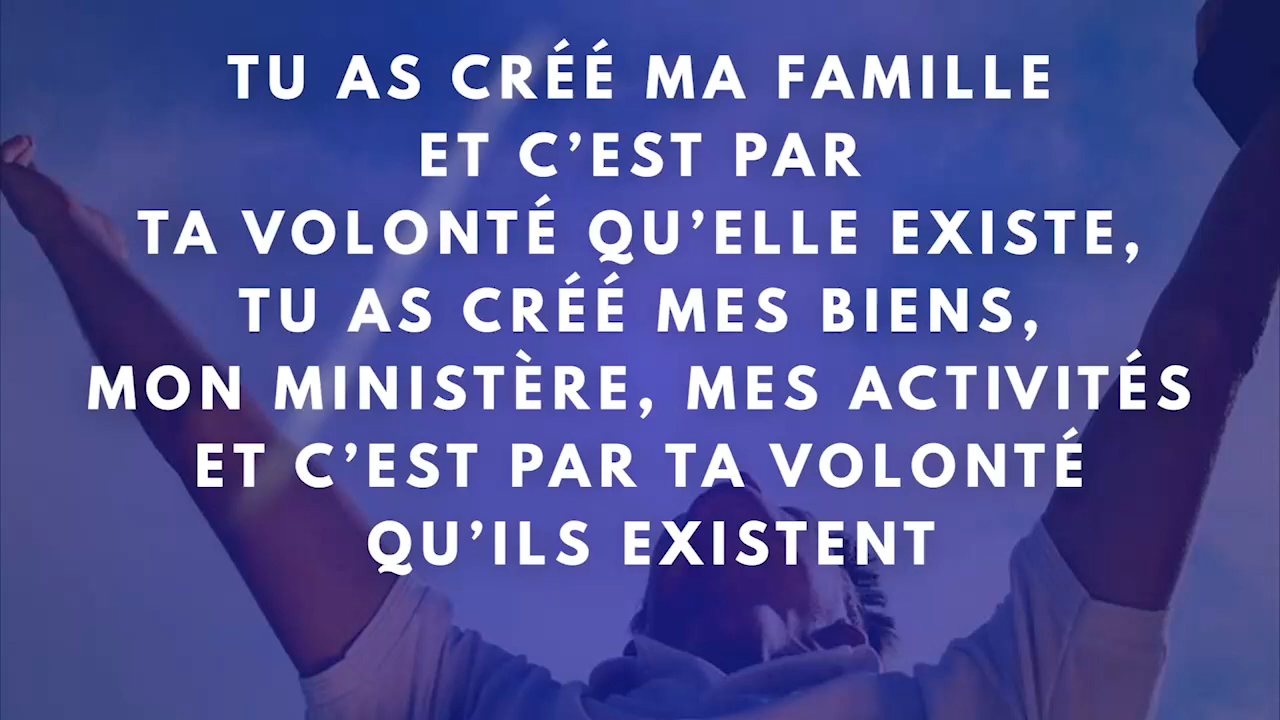 TU AS CRÉÉ MA FAMILLE
ET C’EST PAR
TA VOLONTÉ QU’ELLE EXISTE,
TU AS CRÉÉ MES BIENS,
MON MINISTÈRE, MES ACTIVITÉS
ET C’EST PAR TA VOLONTÉ
QU’ILS EXISTENT